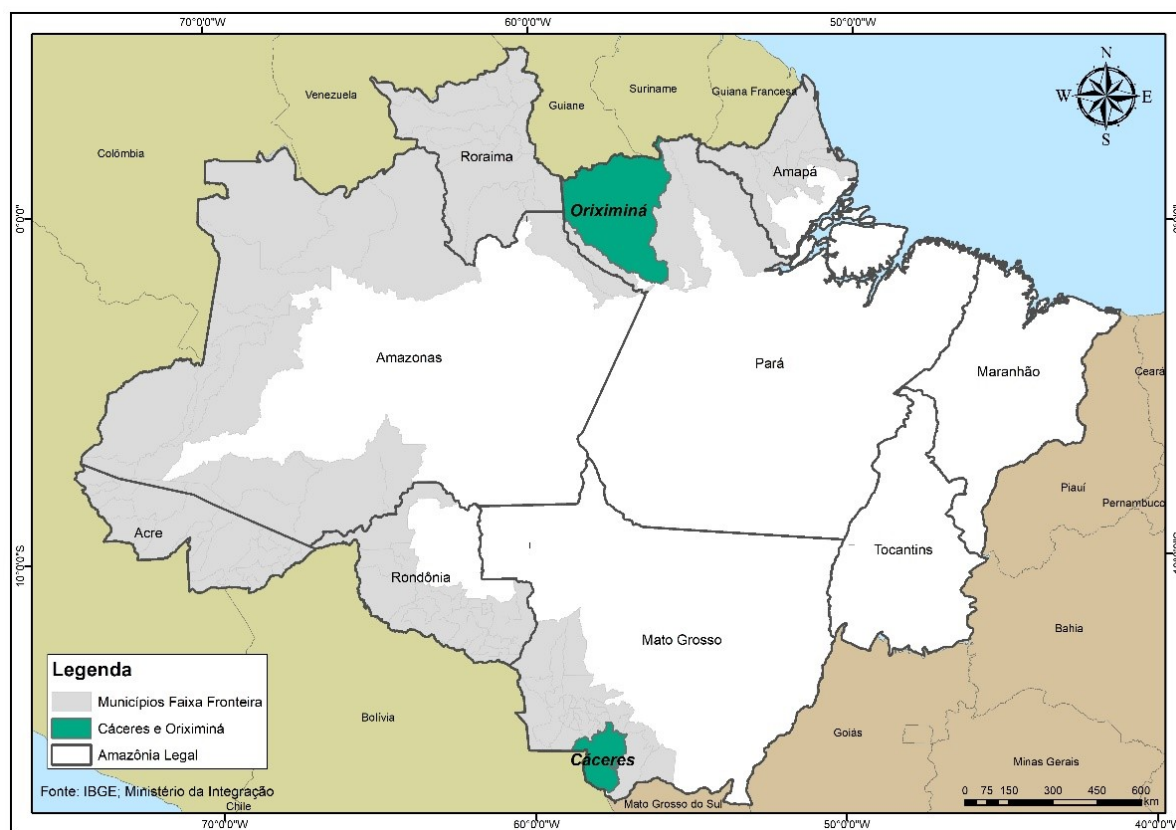 70°0'0"W 60°0'0"W 50°0'0"W
N
W E
S
Venezuela
Guiane
Suriname
Guiana Francesa
Colômbia
Roraima
Amapá
Oriximiná
0°0'0"
Amazonas
Pará
Maranhão
Ceará
Piauí
Pernambuco
Acre
Rondônia
Tocantins
10°0'0"S
Mato Grosso
Bahia
Bolívia
Goiás
Cáceres
Minas Gerais
Mato Grosso do Sul
Chile
Legenda
Municípios Faixa Fronteira
Cáceres e Oriximiná
Amazônia Legal
Fonte: IBGE; Ministério da Integração
0 75 150 300 450 600
km
70°0'0"W 60°0'0"W 50°0'0"W 40°0'0"W